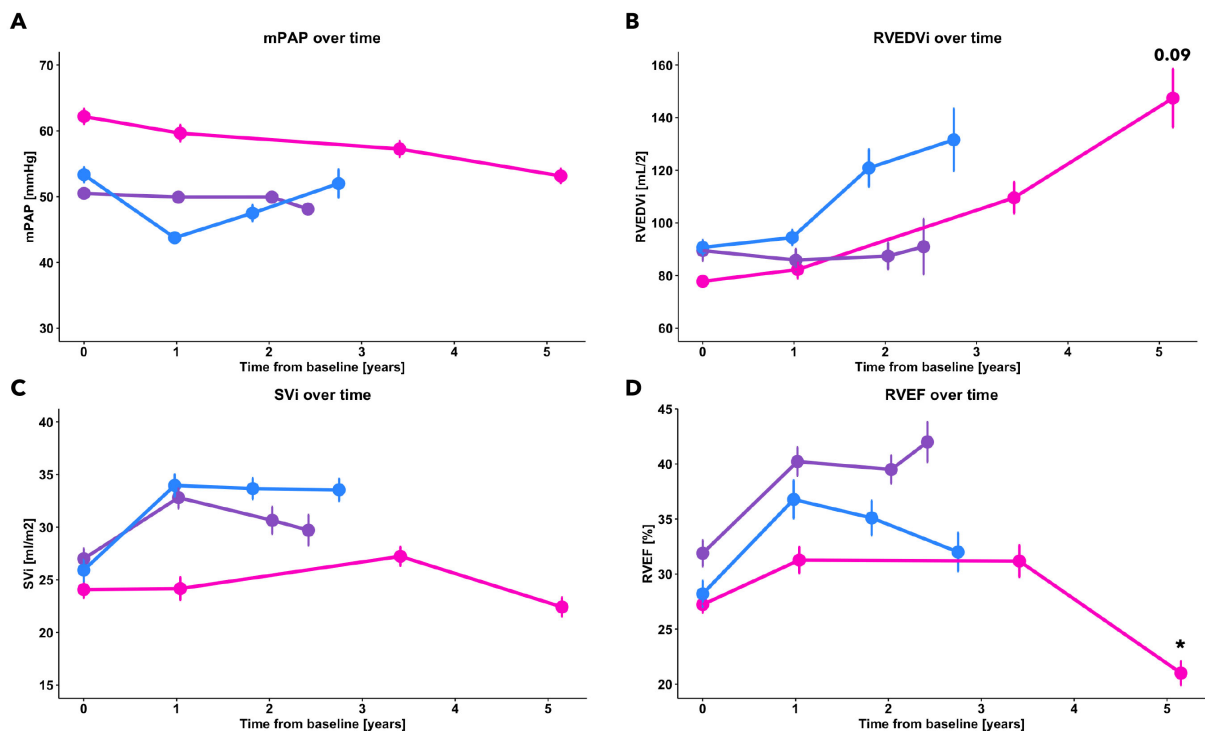 A
mPAP over time
mPAP [mmHg]
70
60
50
40
30
0 1 2 3 4 5
Time from baseline [years]
B
RVEDVi over time
RVEDVi [mL/2]
160
140
120
100
80
60
0.09
0 1 2 3 4 5
Time from baseline [years]
C
SVi over time
SVi [ml/m2]
40
35
30
25
20
15
0 1 2 3 4 5
Time from baseline [years]
D
RVEF over time
RVEF [%]
45
40
35
30
25
20
*
0 1 2 3 4 5
Time from baseline [years]